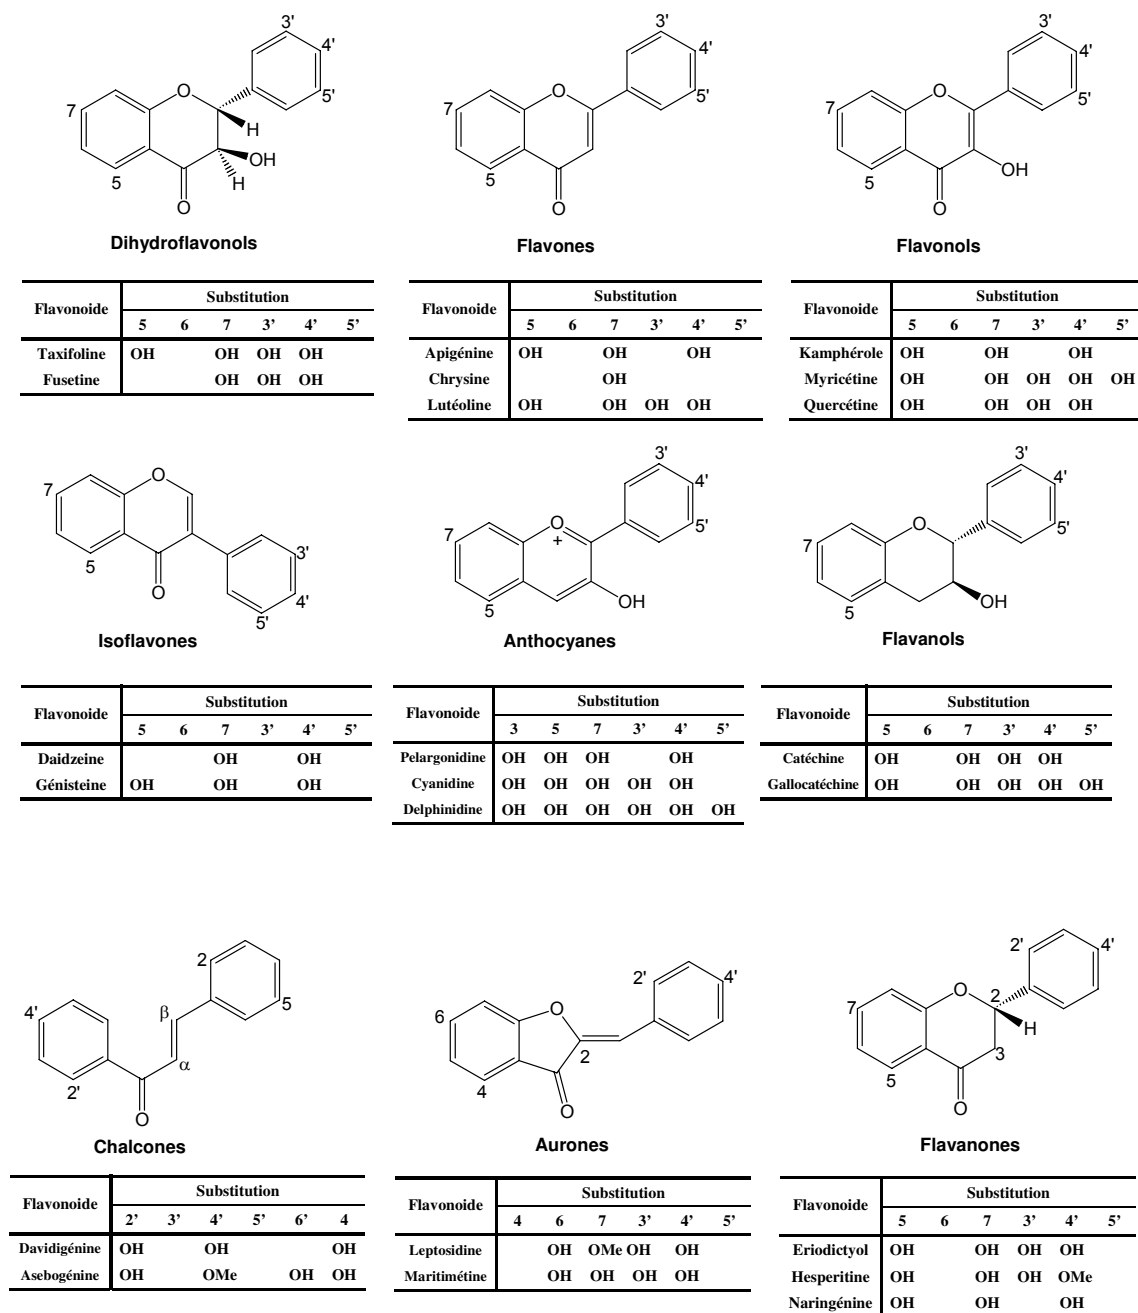 3'
4'
5'
7
O
H
OH
H
5
O
Dihydroflavonols
3'
4'
5'
7
O
5
O
Flavones
3'
4'
5'
7
O
5
OH
O
Flavonols
Flavonoide Substitution
5 6 7 3’ 4’ 5’
Taxifoline OH OH OH OH
Fusetine OH OH OH
Flavonoide Substitution
5 6 7 3’ 4’ 5’
Apigénine OH OH OH
Chrysine OH
Lutéoline OH OH OH OH
Flavonoide Substitution
5 6 7 3’ 4’ 5’
Kamphérole OH OH OH
Myricétine OH OH OH OH OH
Quercétine OH OH OH OH
O
7
5
O
3'
4'
5'
Isoflavones
3'
4'
5'
7
O
+
5
OH
Anthocyanes
3'
4'
5'
7
O
5
OH
Flavanols
Flavonoide Substitution
5 6 7 3’ 4’ 5’
Daidzeine OH OH
Génisteine OH OH OH
Flavonoide Substitution
3 5 7 3’ 4’ 5’
Pelargonidine OH OH OH OH
Cyanidine OH OH OH OH OH
Delphinidine OH OH OH OH OH OH
Flavonoide Substitution
5 6 7 3’ 4’ 5’
Catéchine OH OH OH OH
Gallocatéchine OH OH OH OH OH
2
5
4'
β
α
2'
O
Chalcones
2'
4'
6
O
2
4
O
Aurones
2'
4'
7
O
2
H
3
5
O
Flavanones
Flavonoide Substitution
2’ 3’ 4’ 5’ 6’ 4
Davidigénine OH OH OH
Asebogénine OH OMe OH OH
Flavonoide Substitution
4 6 7 3’ 4’ 5’
Leptosidine OH OMe OH OH
Maritimétine OH OH OH OH
Flavonoide Substitution
5 6 7 3’ 4’ 5’
Eriodictyol OH OH OH OH
Hesperitine OH OH OH OMe
Naringénine OH OH OH